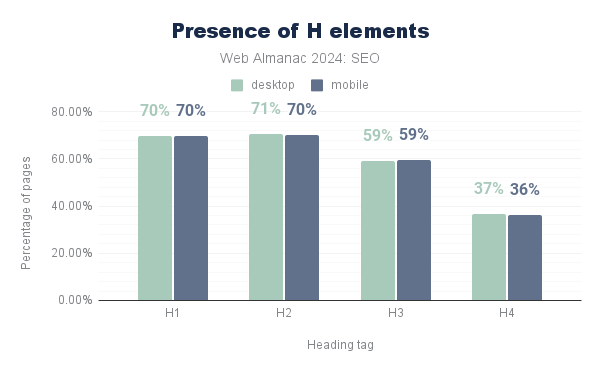 Presence of H elements
Web Almanac 2024: SEO
desktop mobile
70% 70% 71% 70% 59% 59% 37% 36%
80.00%
60.00%
40.00%
20.00%
0.00%
Percentage of pages
H1 H2 H3 H4
Heading tag